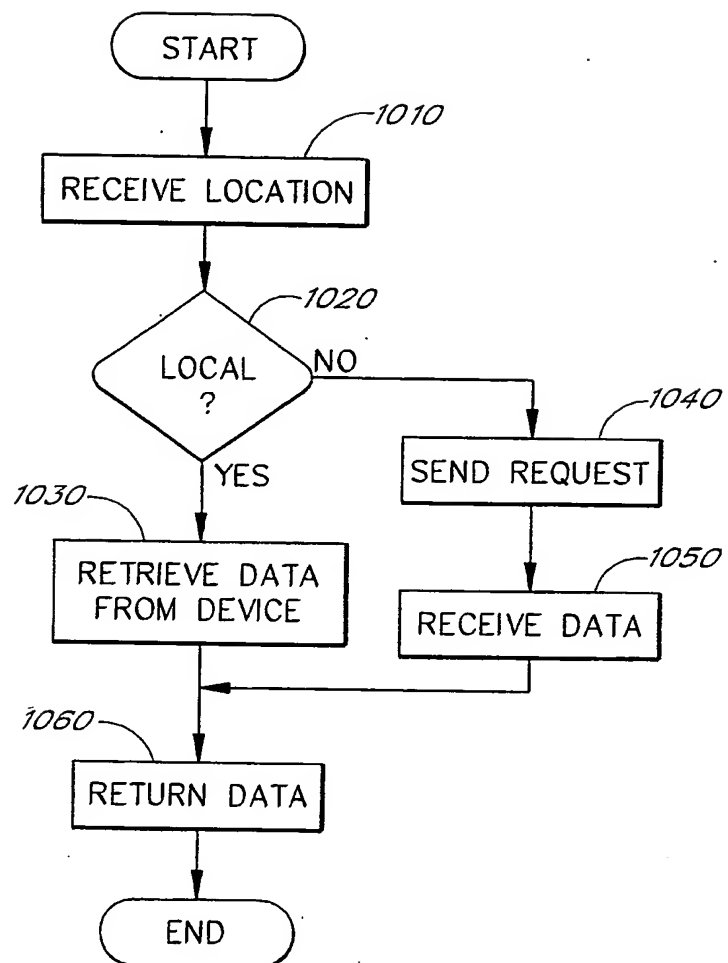 START
1010
RECEIVE LOCATION
1020
LOCAL
?
NO
YES
1040
SEND REQUEST
1030
RETRIEVE DATA
FROM DEVICE
1050
RECEIVE DATA
1060
RETURN DATA
END